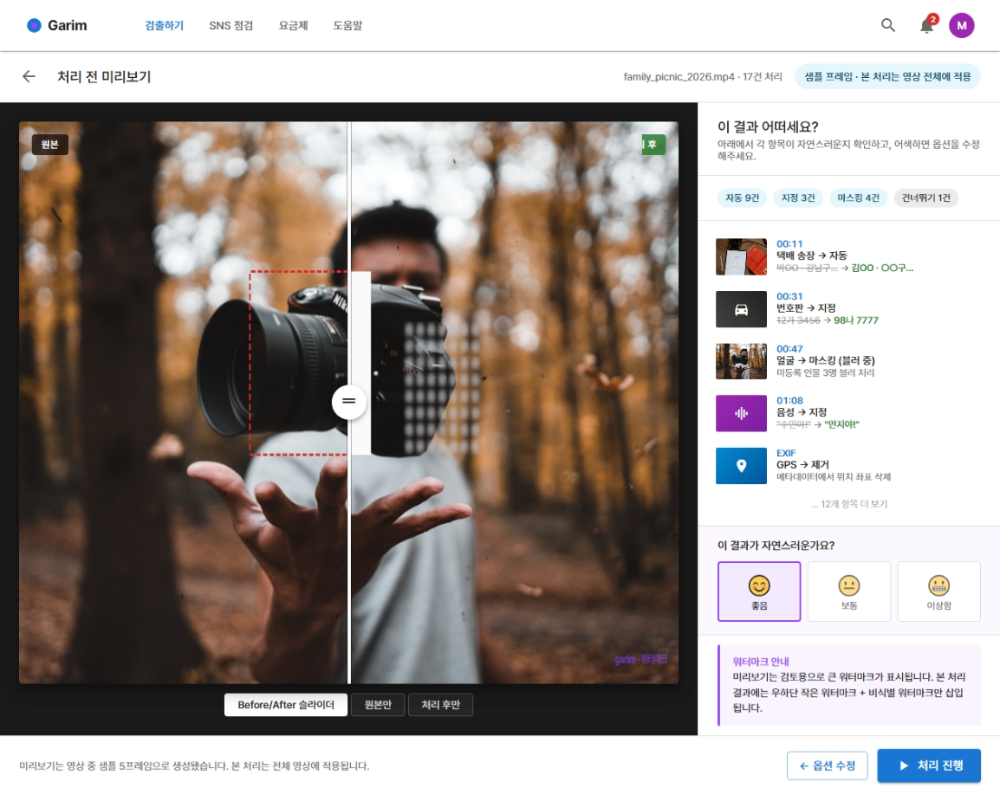 Garim
검출하기
SNS 점검
요금제
도움말
2
M
처리 전 미리보기
family_picnic_2026.mp4 · 17건 처리
샘플 프레임 · 본 처리는 영상 전체에 적용
원본
후
NIK
garim · 워터마크
Before/After 슬라이더
원본만
처리 후만
이 결과 어떠세요?
아래에서 각 항목이 자연스러운지 확인하고, 어색하면 옵션을 수정
해주세요.
자동 9건
지정 3건
마스킹 4건
건너뛰기 1건
00:11
택배 송장 → 자동
박OO · 강남구... → 김OO · OO구...
00:31
번호판 → 지정
12가 3456 → 98나 7777
00:47
얼굴 → 마스킹 (블러 중)
미등록 인물 3명 블러 처리
01:08
음성 → 지정
"수민아!" → "민지야!"
EXIF
GPS → 제거
메타데이터에서 위치 좌표 삭제
... 12개 항목 더 보기
이 결과가 자연스러운가요?
좋음
보통
이상함
워터마크 안내
미리보기는 검토용으로 큰 워터마크가 표시됩니다. 본 처리
결과에는 우하단 작은 워터마크 + 비식별 워터마크만 삽입
됩니다.
미리보기는 영상 중 샘플 5프레임으로 생성됐습니다. 본 처리는 전체 영상에 적용됩니다.
← 옵션 수정
▶ 처리 진행